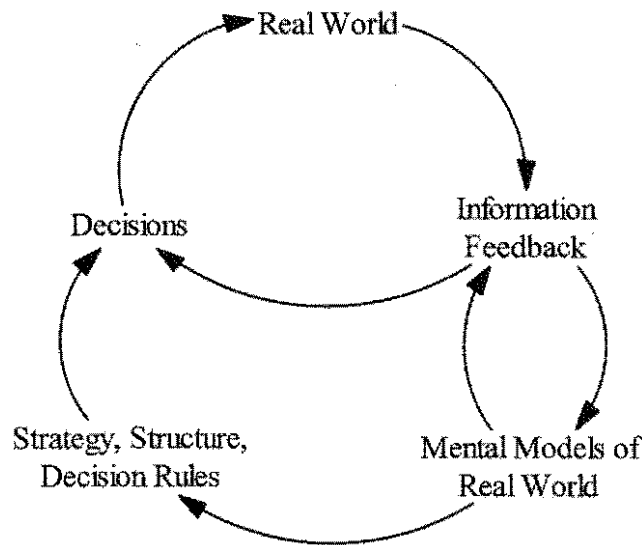 Real World
Decisions
Information
Feedback
Strategy, Structure,
Decision Rules
Mental Models of
Real World